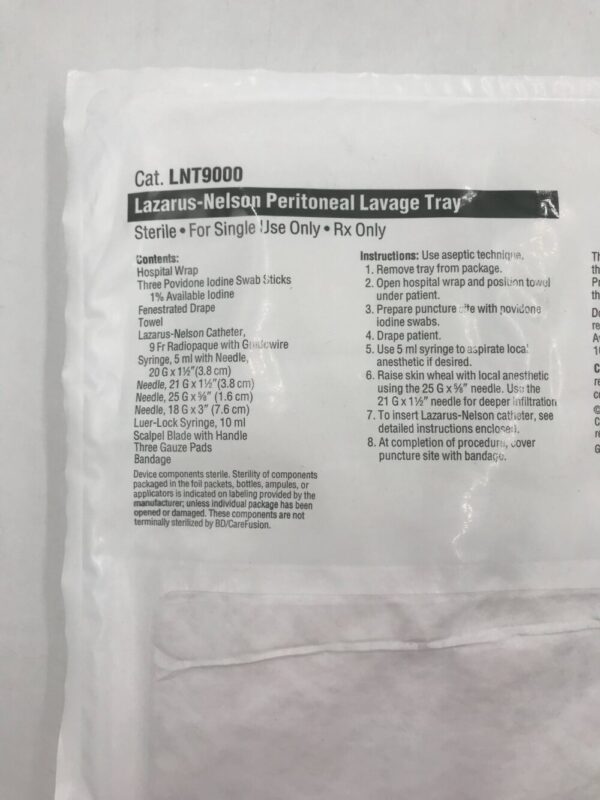 Cat. LNT9000
Lazarus-Nelson Peritoneal Lavage Tray
Sterile • For Single Use Only • Rx Only
Contents:
Hospital Wrap
Three Povidone Iodine Swab Sticks
1% Available Iodine
Fenestrated Drape
Towel
Lazarus-Nelson Catheter,
9 Fr Radiopaque with Guidewire
Syringe, 5 ml with Needle,
20 G x 1½"(3.8 cm)
Needle, 21 G x 1½"(3.8 cm)
Needle, 25 G x ⅝" (1.6 cm)
Needle, 18 G x 3" (7.6 cm)
Luer-Lock Syringe, 10 ml
Scalpel Blade with Handle
Three Gauze Pads
Bandage
Device components sterile. Sterility of components
packaged in the foil packets, bottles, ampules, or
applicators is indicated on labeling provided by the
manufacturer, unless individual package has been
opened or damaged. These components are not
terminally sterilized by BD/CareFusion.
Instructions: Use aseptic technique.
1. Remove tray from package.
2. Open hospital wrap and position towel
under patient.
3. Prepare puncture site with povidone
iodine swabs.
4. Drape patient.
5. Use 5 ml syringe to aspirate local
anesthetic if desired.
6. Raise skin wheal with local anesthetic
using the 25 G x ⅝" needle. Use the
21 G x 1½" needle for deeper infiltration
7. To insert Lazarus-Nelson catheter, see
detailed instructions enclosed.
8. At completion of procedure, cover
puncture site with bandage.